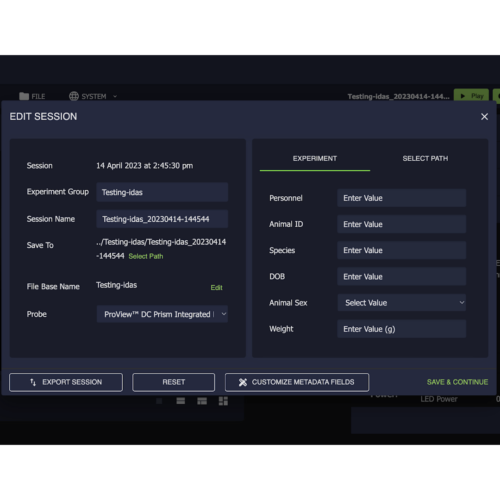 FILE SYSTEM Testing-idas_20230414-144... Play
EDIT SESSION
Session 14 April 2023 at 2:45:30 pm
Experiment Group Testing-idas
Session Name Testing-idas_20230414-144544
Save To ../Testing-idas/Testing-idas_20230414
-144544 Select Path
File Base Name Testing-idas Edit
Probe ProView™ DC Prism Integrated
EXPERIMENT SELECT PATH
Personnel Enter Value
Animal ID Enter Value
Species Enter Value
DOB Enter Value
Animal Sex Select Value
Weight Enter Value (g)
EXPORT SESSION RESET CUSTOMIZE METADATA FIELDS SAVE & CONTINUE
LED Power